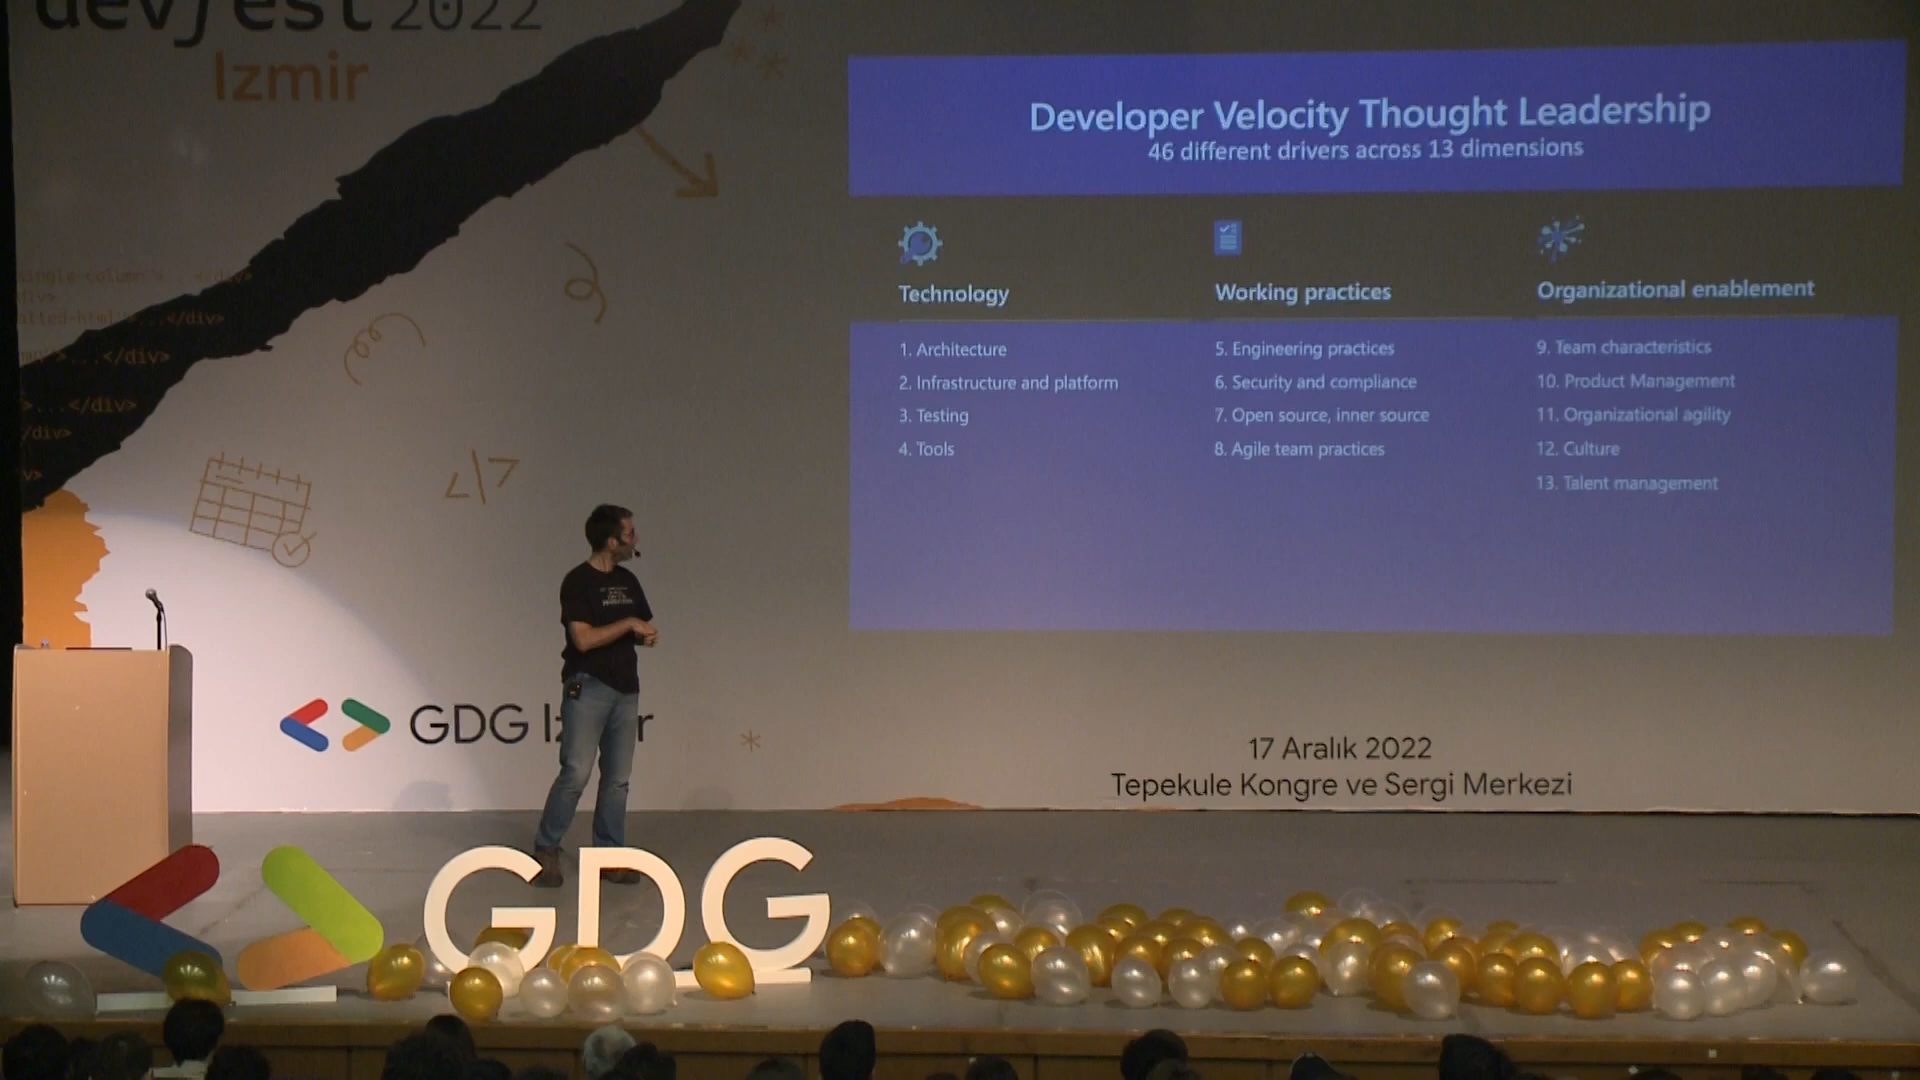 devfest 2022
Izmir
Developer Velocity Thought Leadership
46 different drivers across 13 dimensions
Technology
1. Architecture
2. Infrastructure and platform
3. Testing
4. Tools
Working practices
5. Engineering practices
6. Security and compliance
7. Open source, inner source
8. Agile team practices
Organizational enablement
9. Team characteristics
10. Product Management
11. Organizational agility
12. Culture
13. Talent management
...</div>
...</div>
...</div>
GDG
17 Aralık 2022
Tepekule Kongre ve Sergi Merkezi
GDG